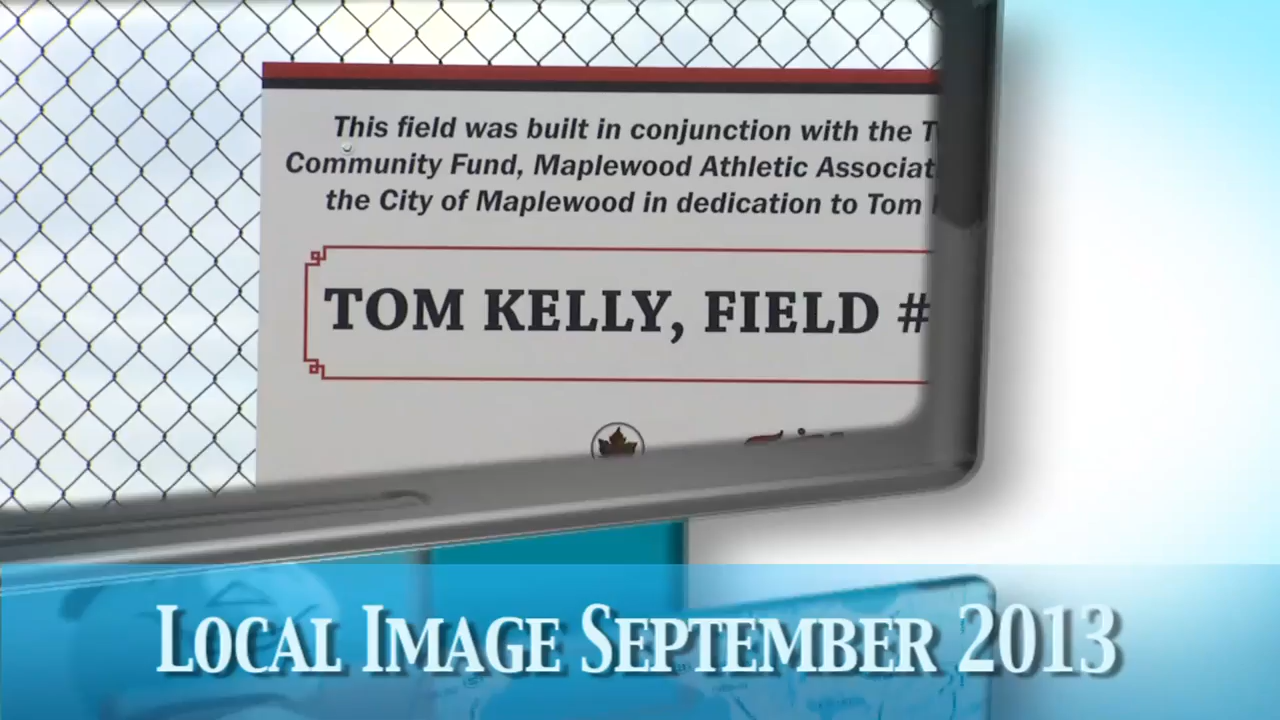 This field was built in conjunction with the
Community Fund, Maplewood Athletic
the City of Maplewood in dedication to Tom
TOM KELLY, FIELD #
LOCAL IMAGE SEPTEMBER 2013